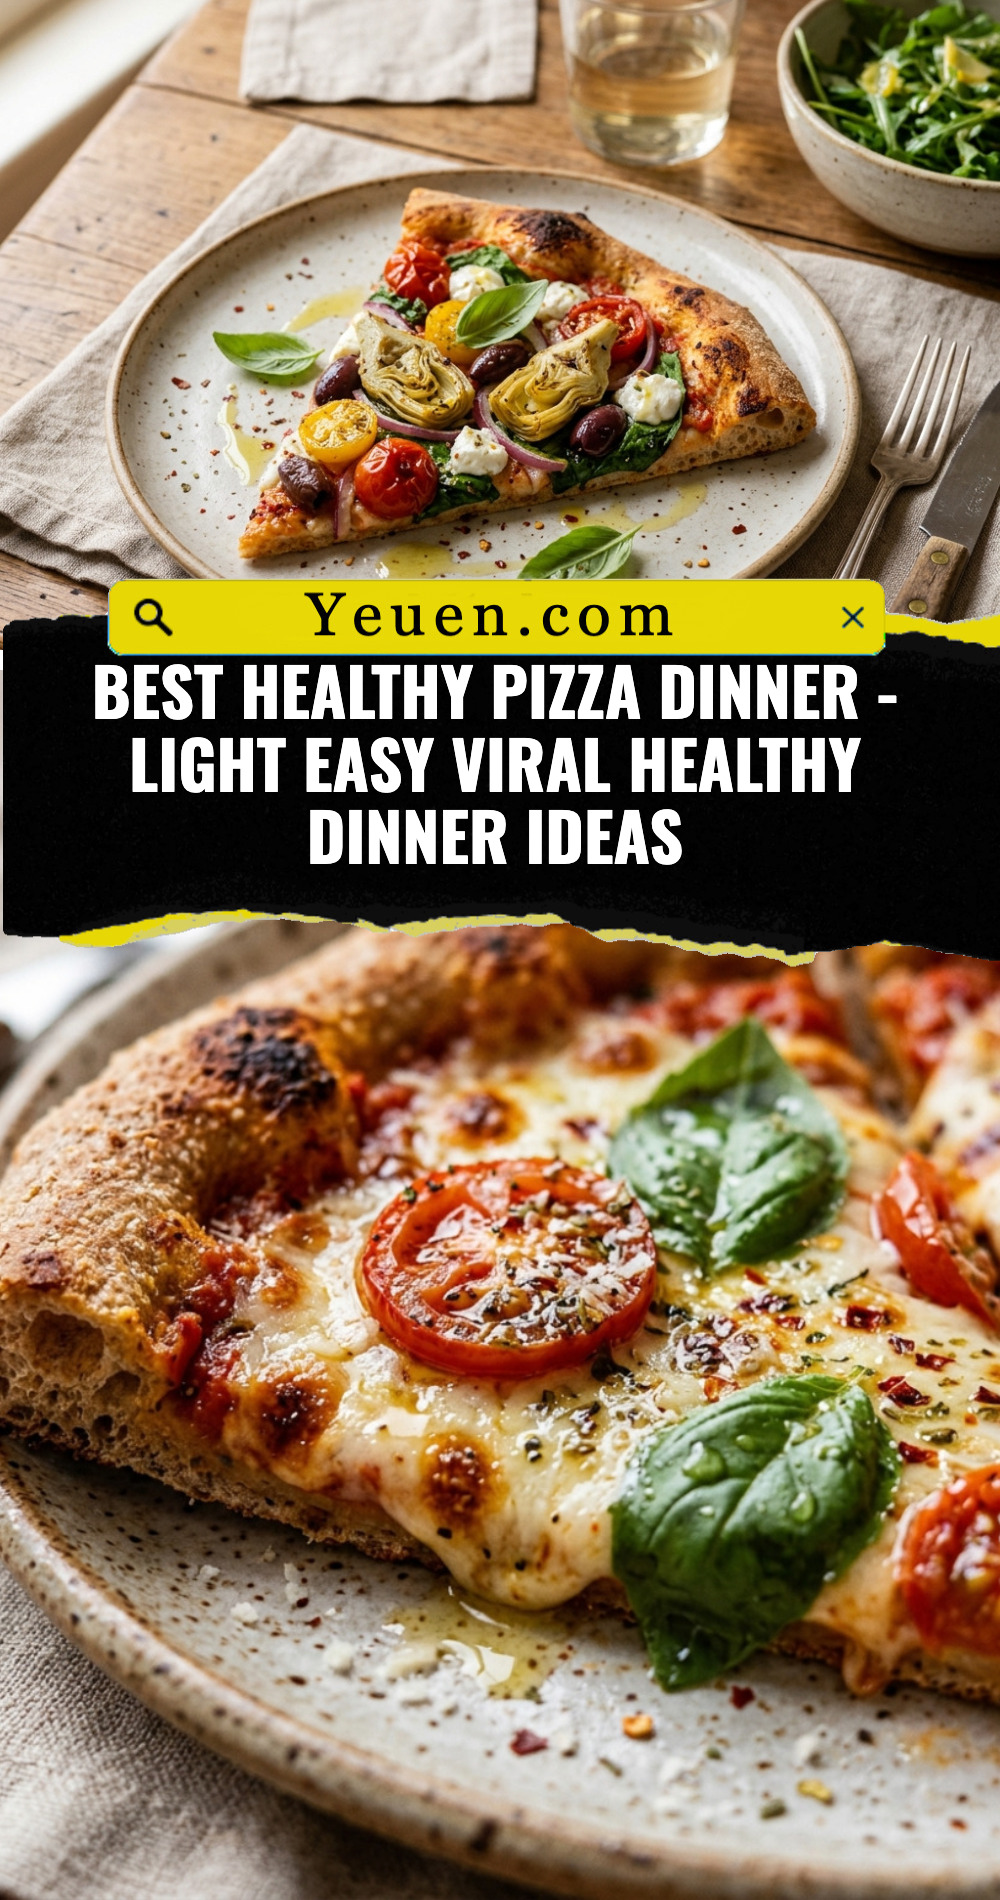 Yeuen.com
BEST HEALTHY PIZZA DINNER -
LIGHT EASY VIRAL HEALTHY
DINNER IDEAS